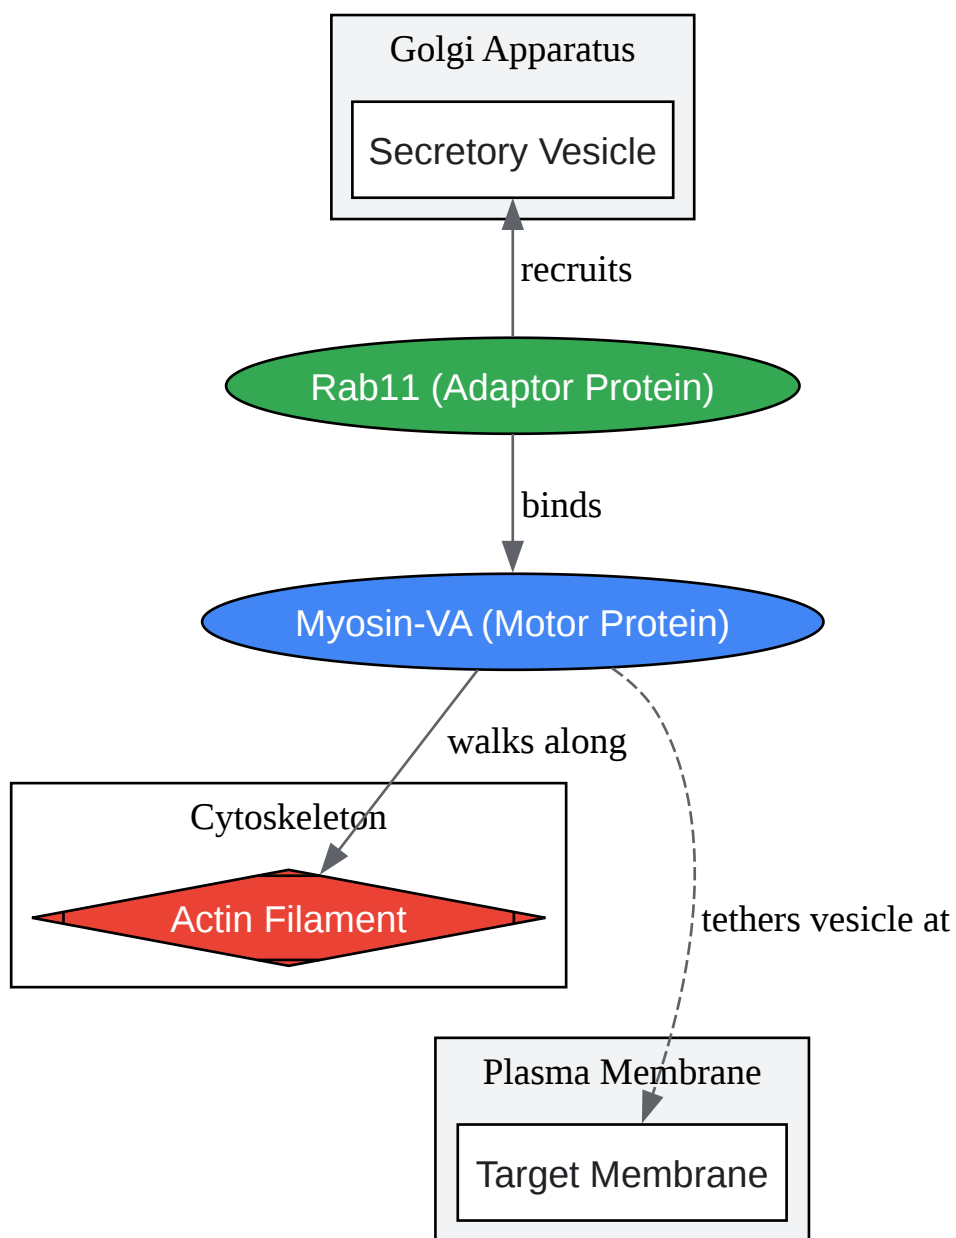 Golgi Apparatus
Secretory Vesicle
recruits
Rab11 (Adaptor Protein)
binds
Myosin-VA (Motor Protein)
walks along
Cytoskeleton
Actin Filament
tethers vesicle at
Plasma Membrane
Target Membrane